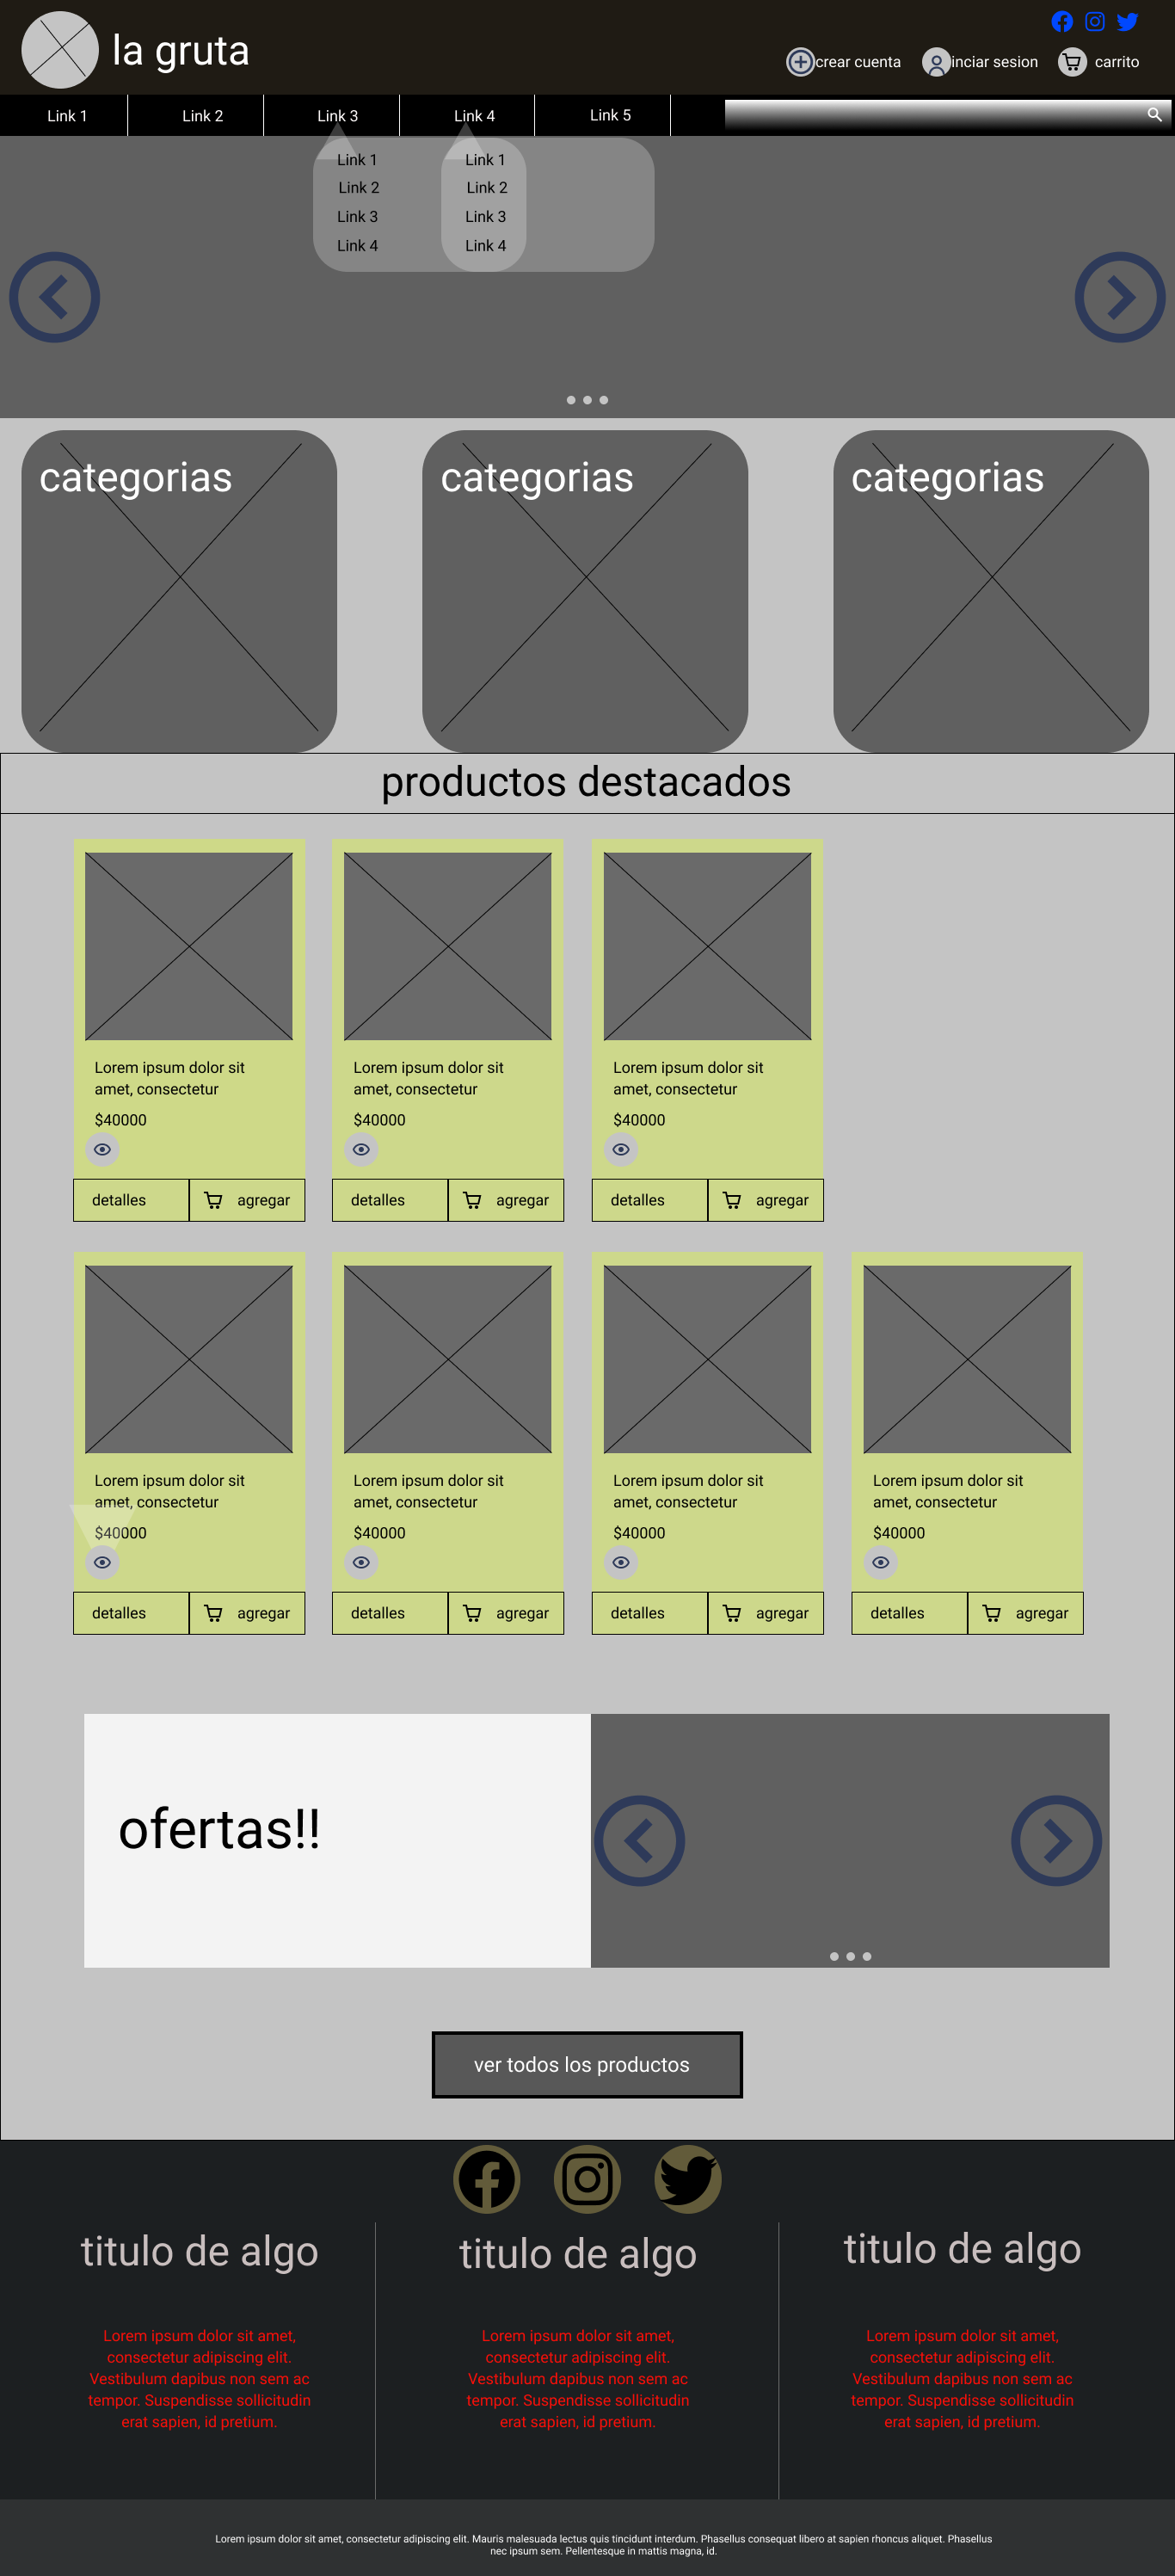 la gruta
crear cuenta
inciar sesion
carrito
Link 1
Link 2
Link 3
Link 4
Link 5
Link 1
Link 2
Link 3
Link 4
Link 1
Link 2
Link 3
Link 4
categorias
categorias
categorias
productos destacados
Lorem ipsum dolor sit
amet, consectetur
$40000
detalles
agregar
Lorem ipsum dolor sit
amet, consectetur
$40000
detalles
agregar
Lorem ipsum dolor sit
amet, consectetur
$40000
detalles
agregar
Lorem ipsum dolor sit
amet, consectetur
$40000
detalles
agregar
Lorem ipsum dolor sit
amet, consectetur
$40000
detalles
agregar
Lorem ipsum dolor sit
amet, consectetur
$40000
detalles
agregar
Lorem ipsum dolor sit
amet, consectetur
$40000
detalles
agregar
ofertas!!
ver todos los productos
titulo de algo
Lorem ipsum dolor sit amet,
consectetur adipiscing elit.
Vestibulum dapibus non sem ac
tempor. Suspendisse sollicitudin
erat sapien, id pretium.
titulo de algo
Lorem ipsum dolor sit amet,
consectetur adipiscing elit.
Vestibulum dapibus non sem ac
tempor. Suspendisse sollicitudin
erat sapien, id pretium.
titulo de algo
Lorem ipsum dolor sit amet,
consectetur adipiscing elit.
Vestibulum dapibus non sem ac
tempor. Suspendisse sollicitudin
erat sapien, id pretium.
Lorem ipsum dolor sit amet, consectetur adipiscing elit. Mauris malesuada lectus quis tincidunt interdum. Phasellus consequat libero at sapien rhoncus aliquet. Phasellus
nec ipsum sem. Pellentesque in mattis magna, id.